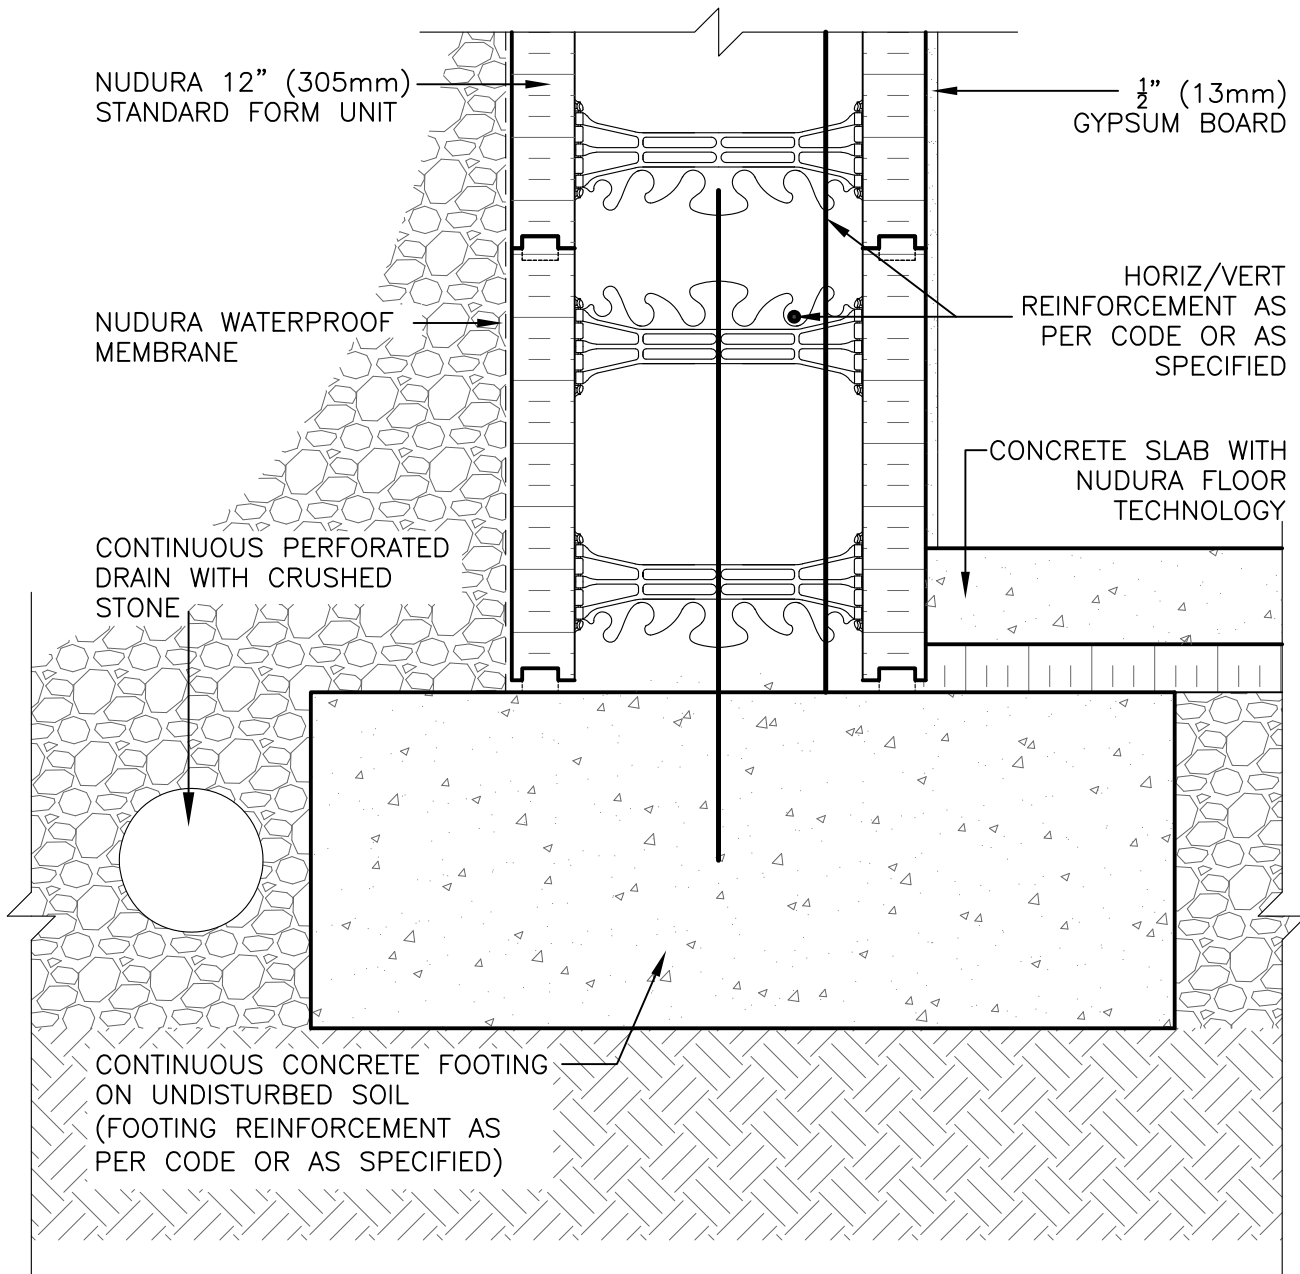 NUDURA 12” (305mm)
STANDARD FORM UNIT
½” (13mm)
GYPSUM BOARD
HORIZ/VERT
REINFORCEMENT AS
PER CODE OR AS
SPECIFIED
NUDURA WATERPROOF
MEMBRANE
CONCRETE SLAB WITH
NUDURA FLOOR
TECHNOLOGY
CONTINUOUS PERFORATED
DRAIN WITH CRUSHED
STONE
CONTINUOUS CONCRETE FOOTING
ON UNDISTURBED SOIL
(FOOTING REINFORCEMENT AS
PER CODE OR AS SPECIFIED)